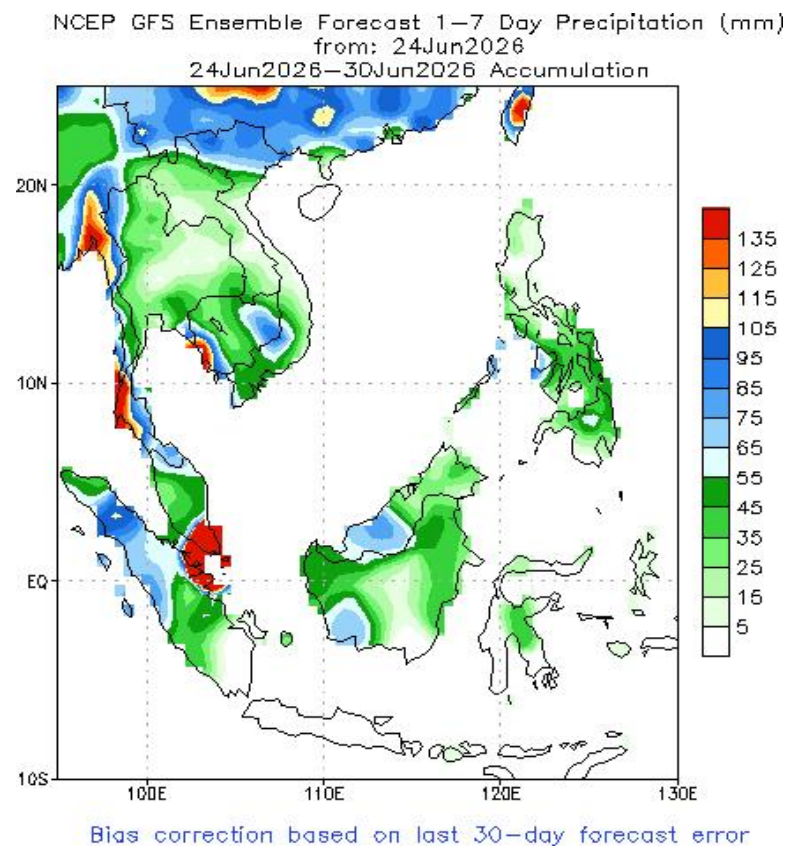 NCEP GFS Ensemble Forecast 1-7 Day Precipitation (mm)
from: 24Jun2026
24Jun2026-30Jun2026 Accumulation
20N
10N
EQ
10S
100E
110E
120E
130E
135
125
115
105
95
85
75
65
55
45
35
25
15
5
Bias correction based on last 30-day forecast error